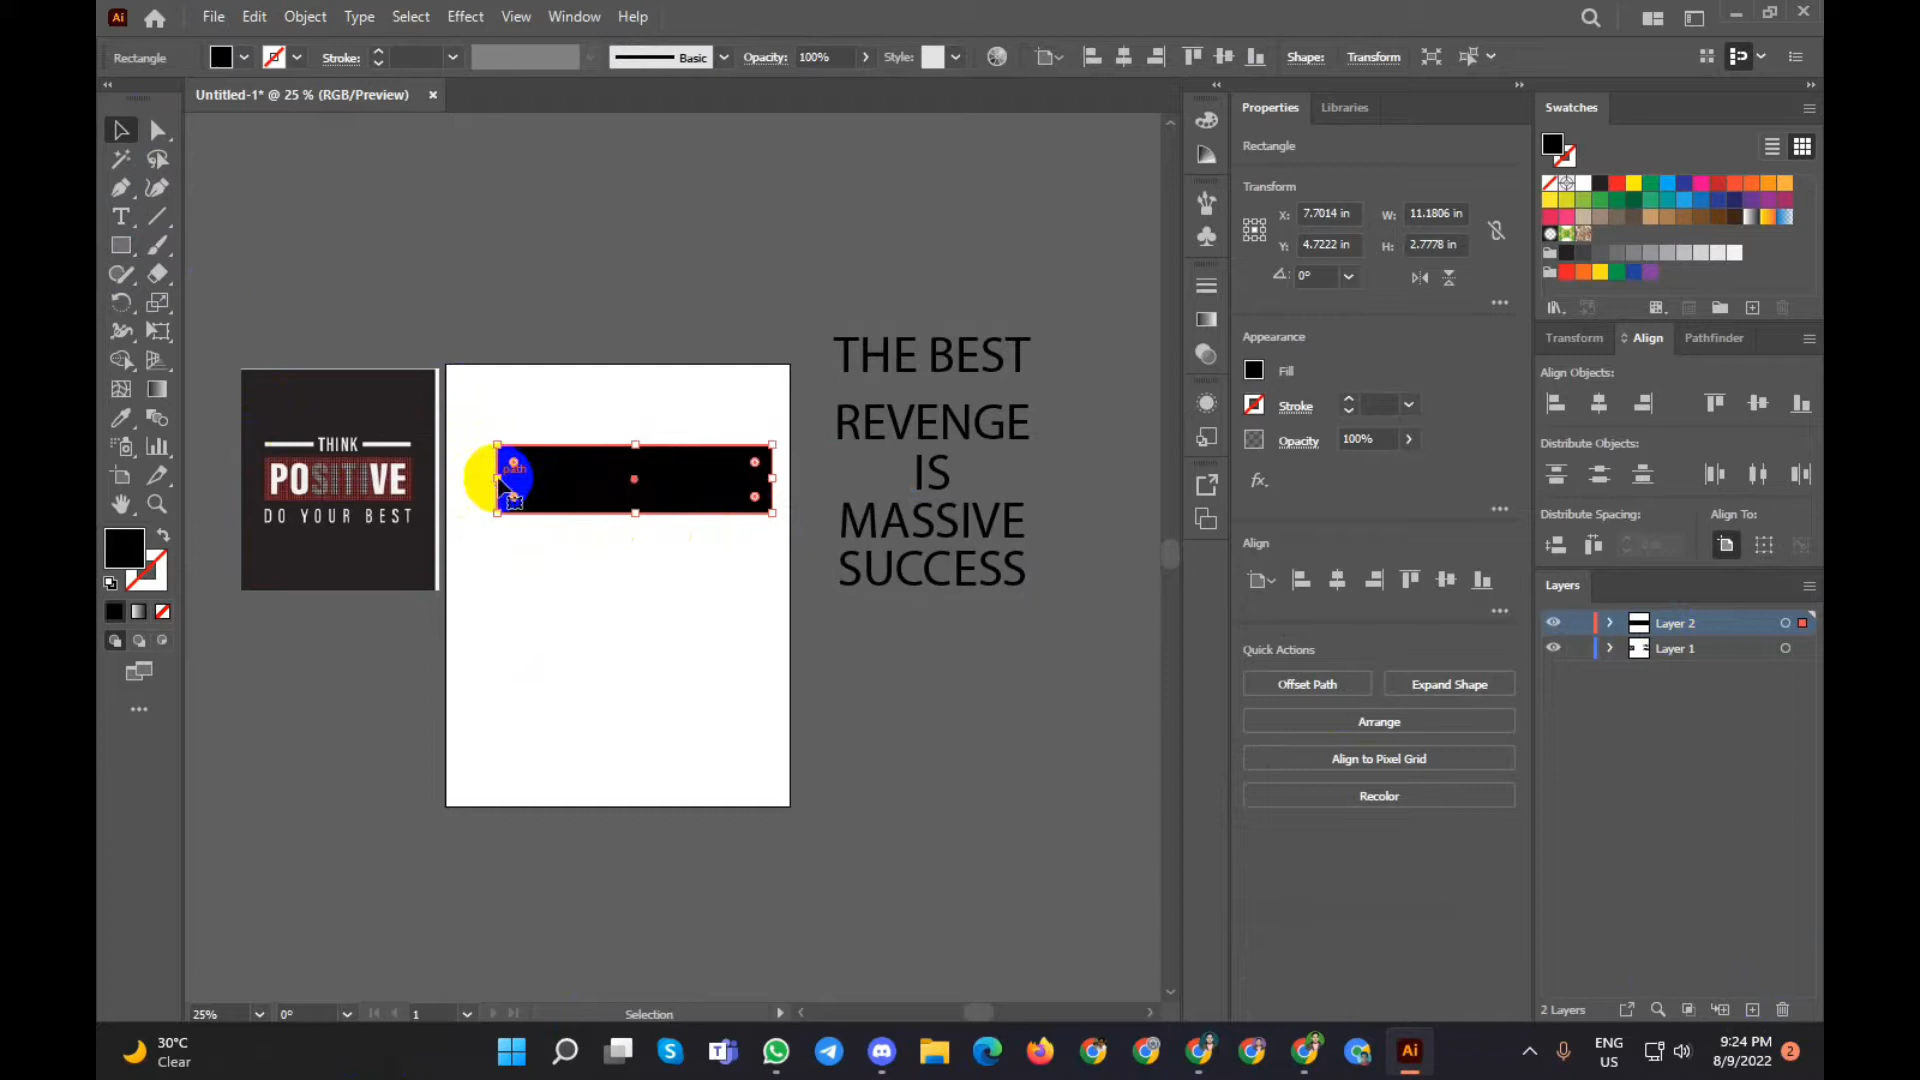 Ai File Edit Object Type Select Effect View Window Help
Rectangle Stroke: Basic Opacity: 100% Style: Shape: Transform
Untitled-1* @ 25 % (RGB/Preview) ×
THINK
POSITIVE
DO YOUR BEST
path
THE BEST
REVENGE
IS
MASSIVE
SUCCESS
Properties Libraries
Rectangle
Transform
X: 7.7014 in W: 11.1806 in
Y: 4.7222 in H: 2.7778 in
0°
Appearance
Fill
Stroke
Opacity 100%
fx.
Align
Quick Actions
Offset Path Expand Shape
Arrange
Align to Pixel Grid
Recolor
Swatches
Transform Align Pathfinder
Align Objects:
Distribute Objects:
Distribute Spacing: Align To:
Layers
Layer 2
Layer 1
2 Layers
25% 0° 1 Selection
30°C
Clear
ENG
US
9:24 PM
8/9/2022
2